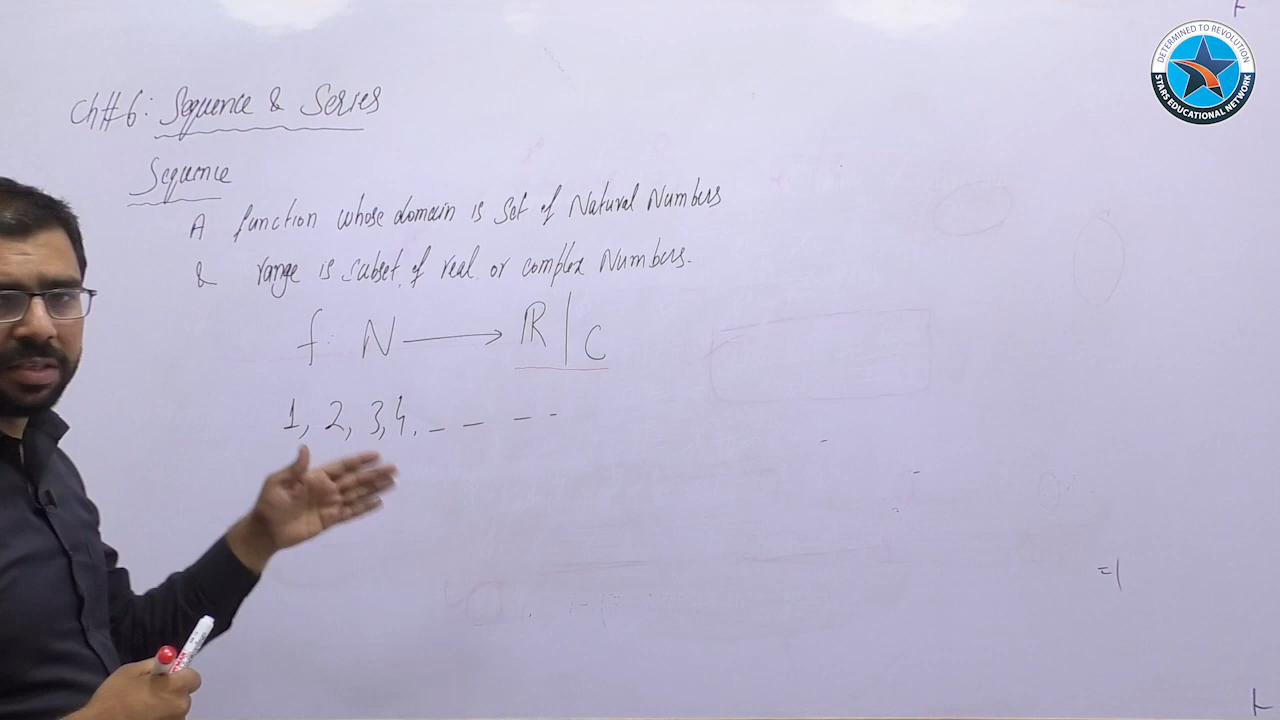 Ch#6: Sequence & Series
Sequence
A function whose domain is Set of Natural Numbers
& range is subset of real or complex Numbers.
f: N ⟶ ℝ | C
1, 2, 3, 4, _ _ _ -
=1
DETERMINED TO REVOLUTION
STARS EDUCATIONAL NETWORK